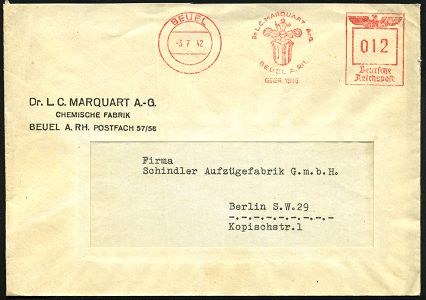 BEUEL
-3.7.42
Dr. L.C. MARQUART A.-G.
BEUEL A. RH.
GEGR. 1846
012
Deutsche
Reichspost
Dr. L. C. MARQUART A.-G.
CHEMISCHE FABRIK
BEUEL A. RH. POSTFACH 57/58
Firma
Schindler Aufzügefabrik G.m.b.H.
Berlin S.W.29
-.-.-.-.-.-.-.-.-
Kopischstr.1